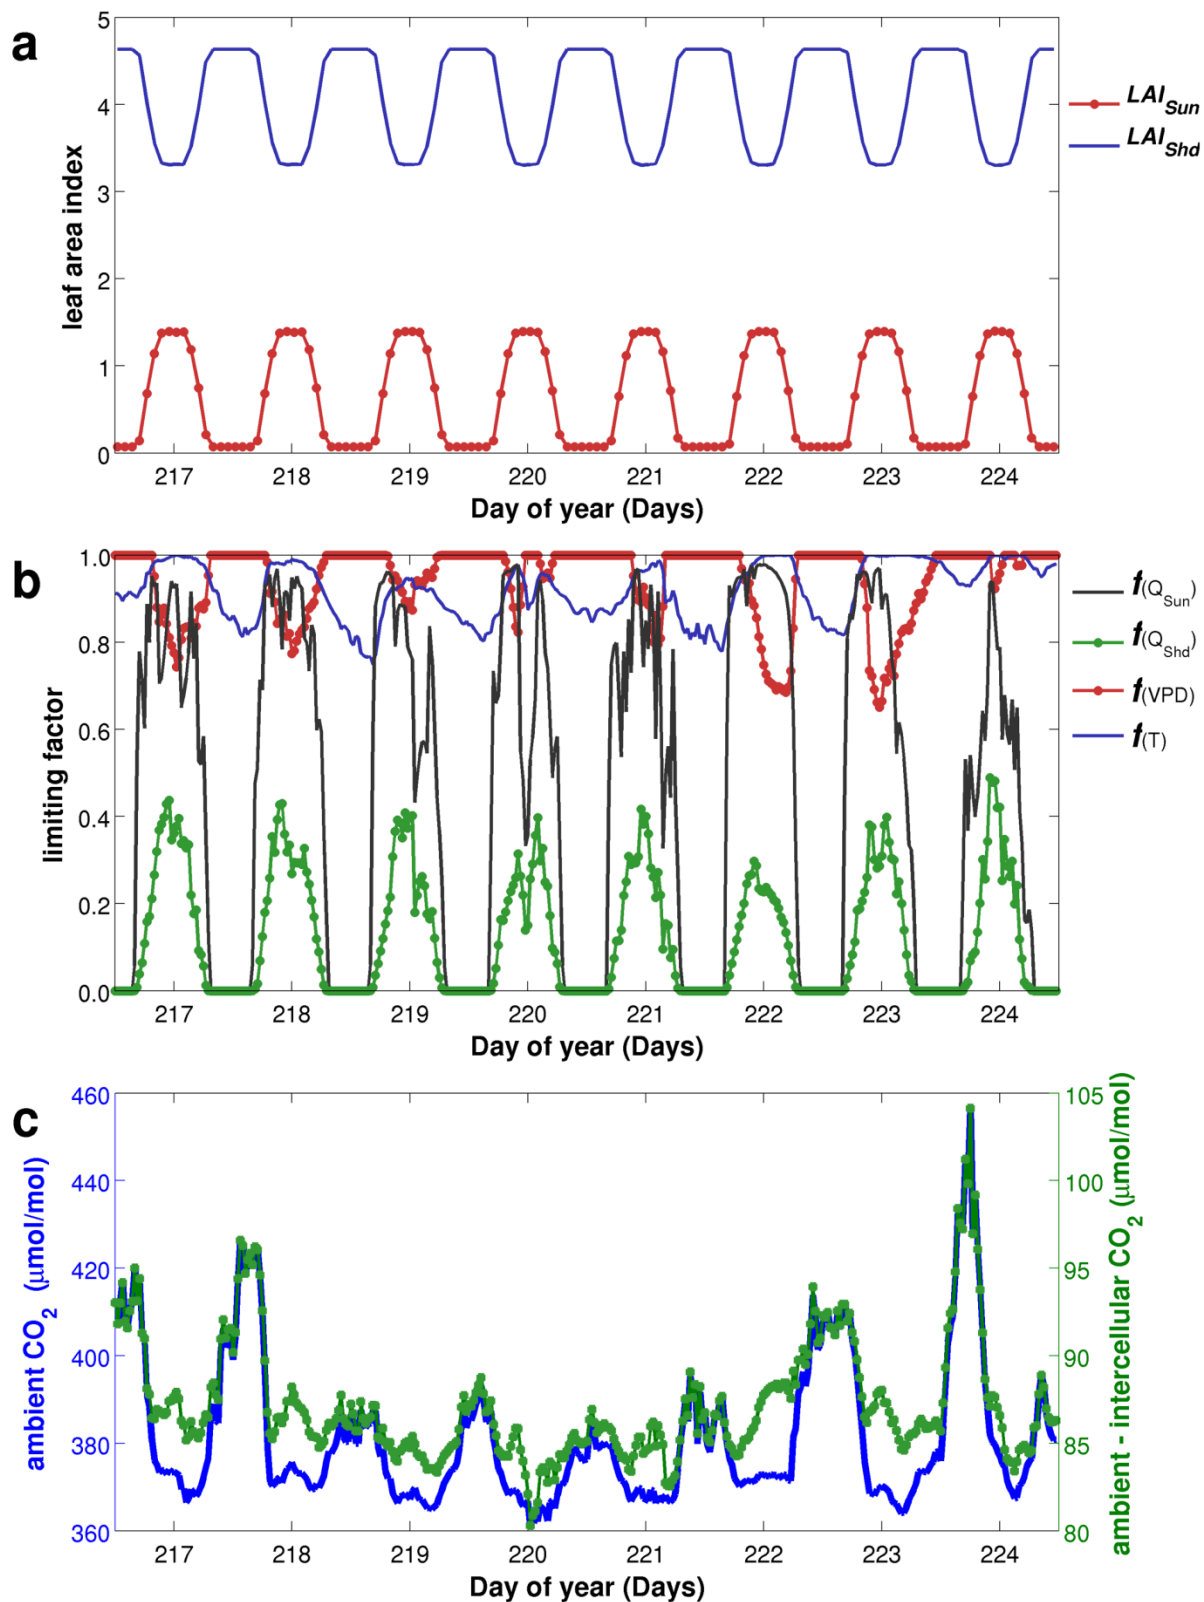 a
5
4
3
2
1
0
leaf area index
217 218 219 220 221 222 223 224
Day of year (Days)
LAI_Sun
LAI_Shd
b
1.0
0.8
0.6
0.4
0.2
0.0
limiting factor
217 218 219 220 221 222 223 224
Day of year (Days)
f(Q_Sun)
f(Q_Shd)
f(VPD)
f(T)
c
460
440
420
400
380
360
ambient CO2 (μmol/mol)
105
100
95
90
85
80
ambient - intercellular CO2 (μmol/mol)
217 218 219 220 221 222 223 224
Day of year (Days)